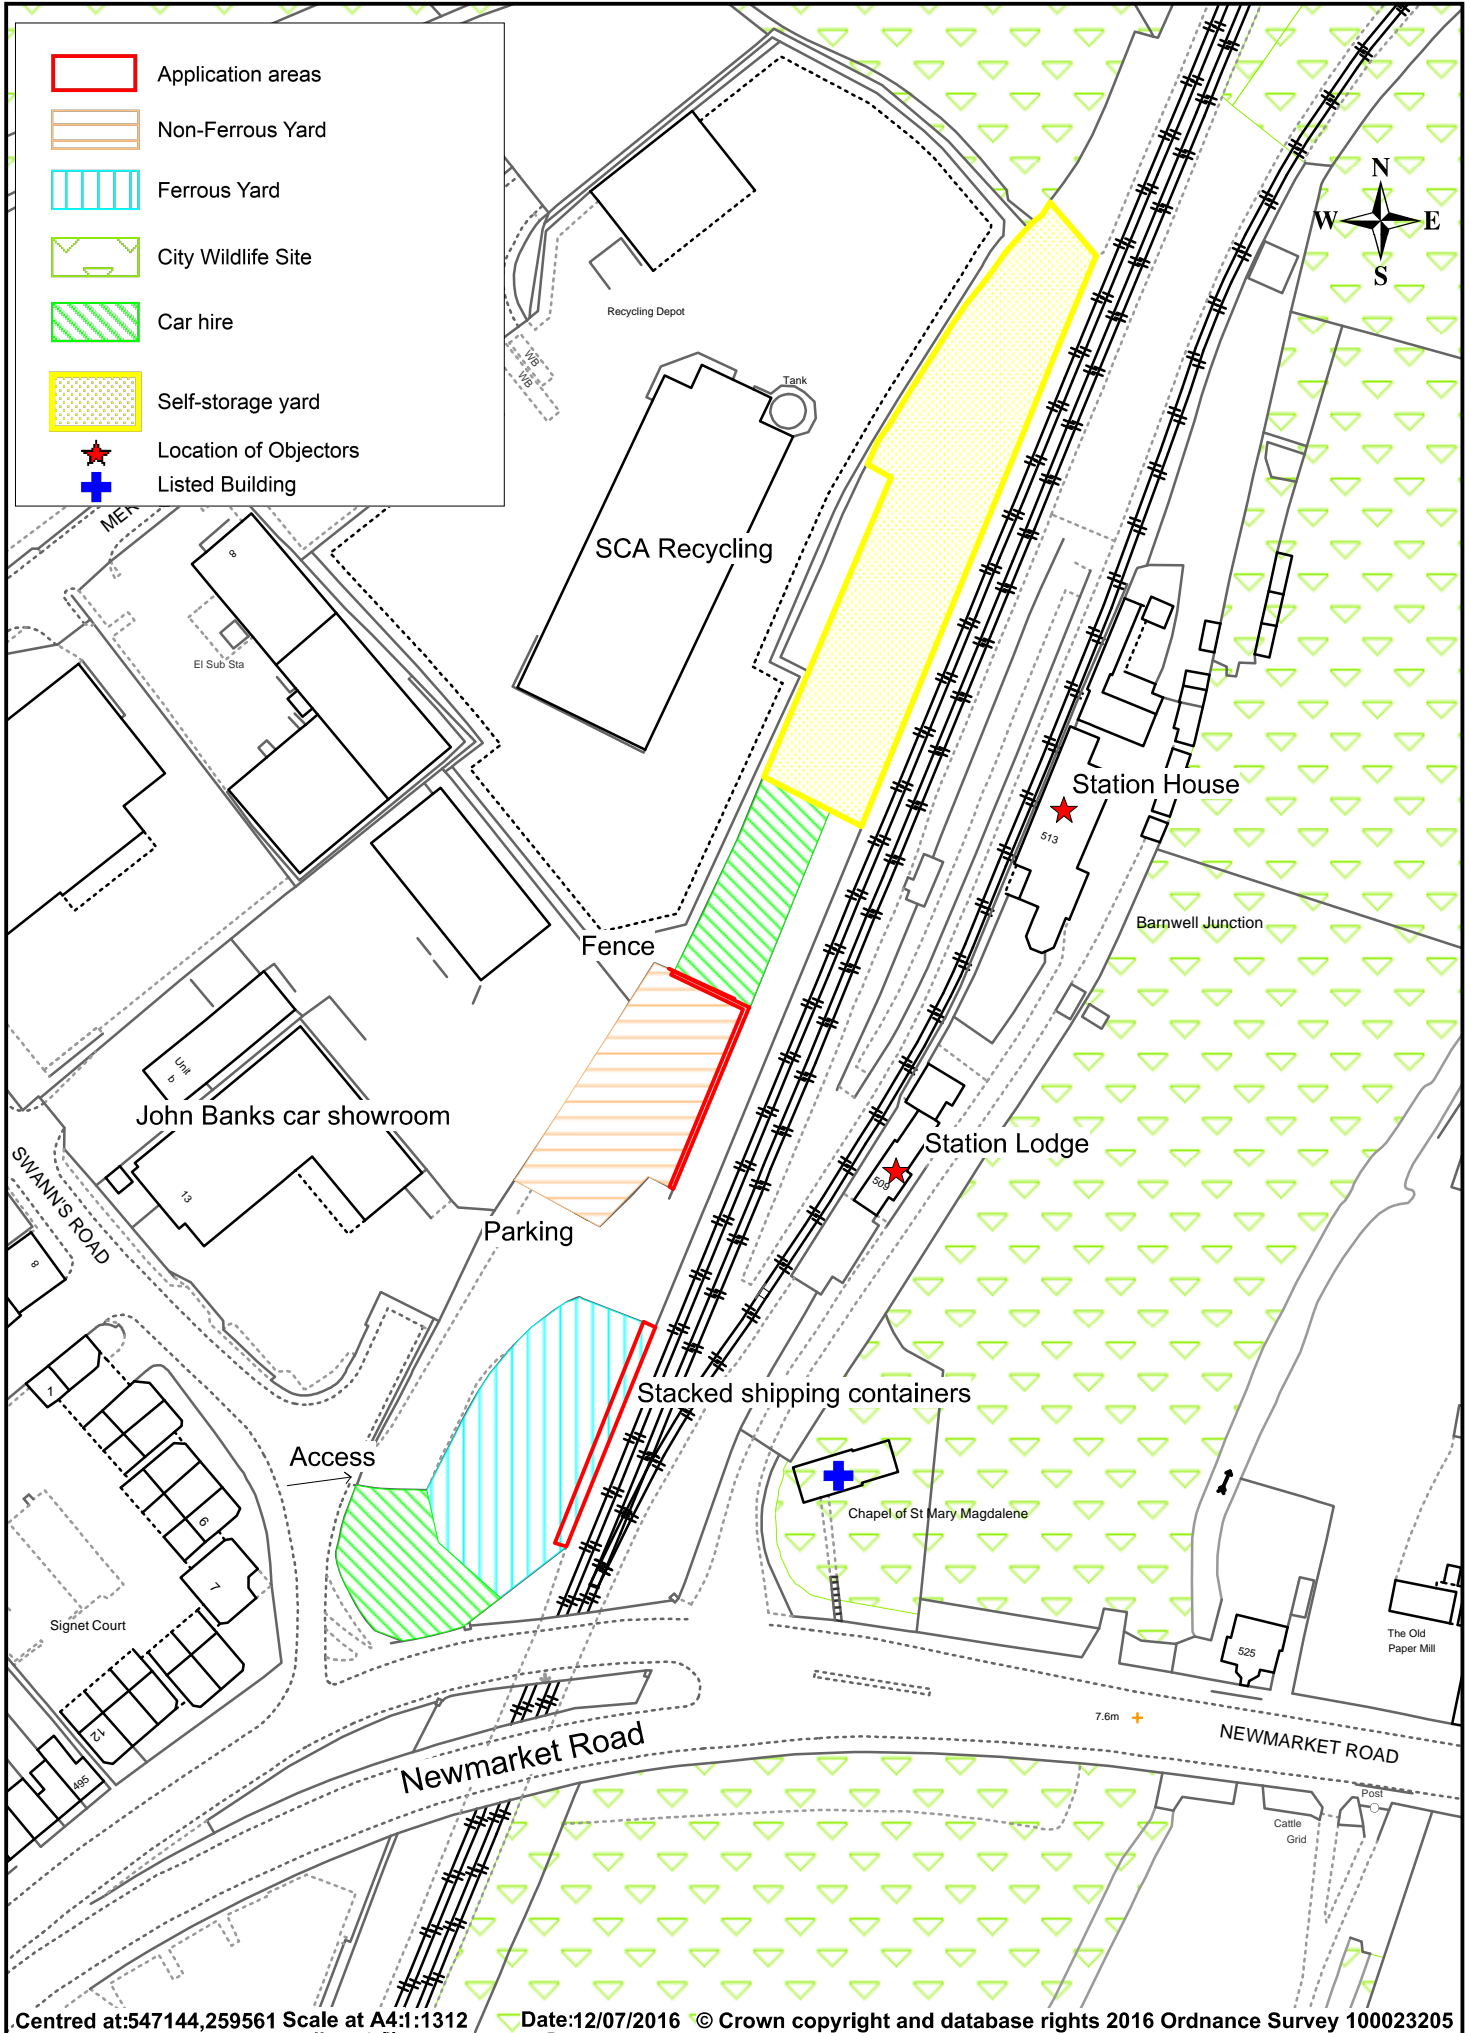 Application areas
Non-Ferrous Yard
Ferrous Yard
City Wildlife Site
Car hire
Self-storage yard
Location of Objectors
Listed Building
N
W E
S
Recycling Depot
WB
WB
Tank
SCA Recycling
8
El Sub Sta
Station House
513
Barnwell Junction
Fence
Unit
b
John Banks car showroom
13
SWANN'S ROAD
8
Station Lodge
509
Parking
1
Stacked shipping containers
Access
6
7
Chapel of St Mary Magdalene
Signet Court
12
495
525
The Old
Paper Mill
7.6m
Newmarket Road
NEWMARKET ROAD
Post
Cattle
Grid
Centred at:547144,259561 Scale at A4:1:1312 Date:12/07/2016 © Crown copyright and database rights 2016 Ordnance Survey 100023205